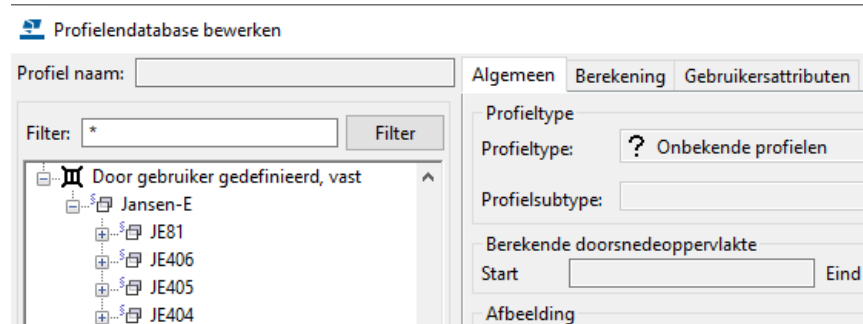 Profielendatabase bewerken
Profiel naam:
Algemeen Berekening Gebruikersattributen
Filter: * Filter
Profieltype
Profieltype: ? Onbekende profielen
Door gebruiker gedefinieerd, vast
Jansen-E
Profielsubtype:
JE81
Berekende doorsnedeoppervlakte
JE406
Start Eind
JE405
JE404
Afbeelding